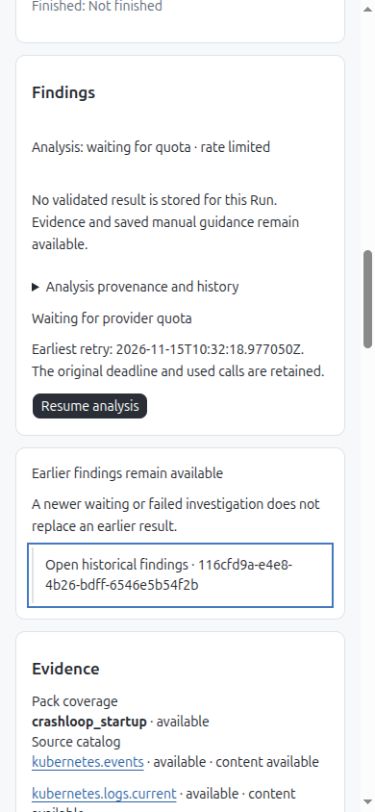 Finished: Not finished
Findings
Analysis: waiting for quota · rate limited
No validated result is stored for this Run.
Evidence and saved manual guidance remain
available.
▶ Analysis provenance and history
Waiting for provider quota
Earliest retry: 2026-11-15T10:32:18.977050Z.
The original deadline and used calls are retained.
Resume analysis
Earlier findings remain available
A newer waiting or failed investigation does not
replace an earlier result.
Open historical findings · 116cfd9a-e4e8-
4b26-bdff-6546e5b54f2b
Evidence
Pack coverage
crashloop_startup · available
Source catalog
kubernetes.events · available · content available
kubernetes.logs.current · available · content
available